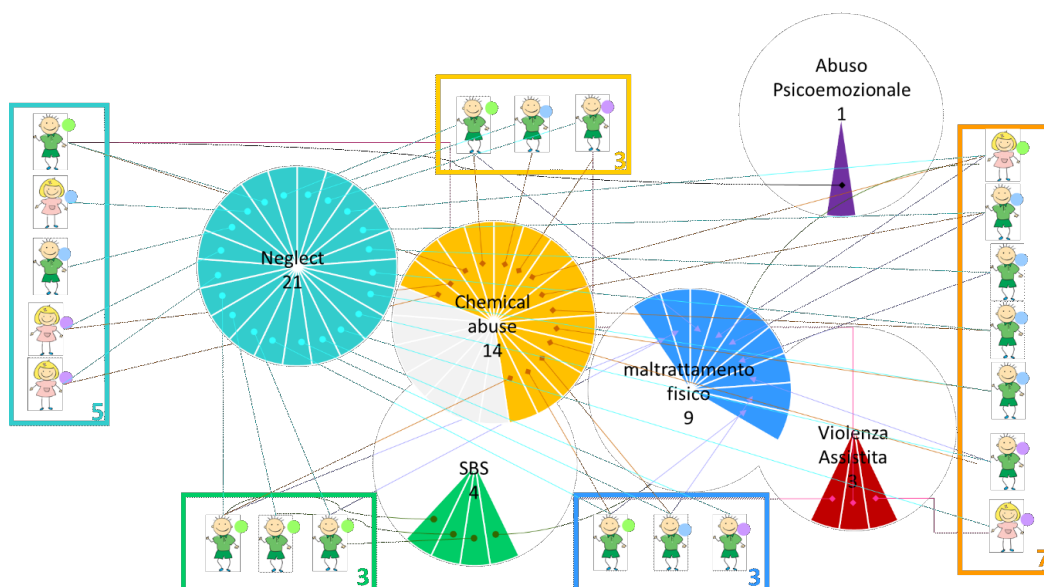 Abuso
Psicoemozionale
1
3
Neglect
21
Chemical
abuse
14
maltrattamento
fisico
9
5
Violenza
Assistita
3
SBS
4
3
3
7